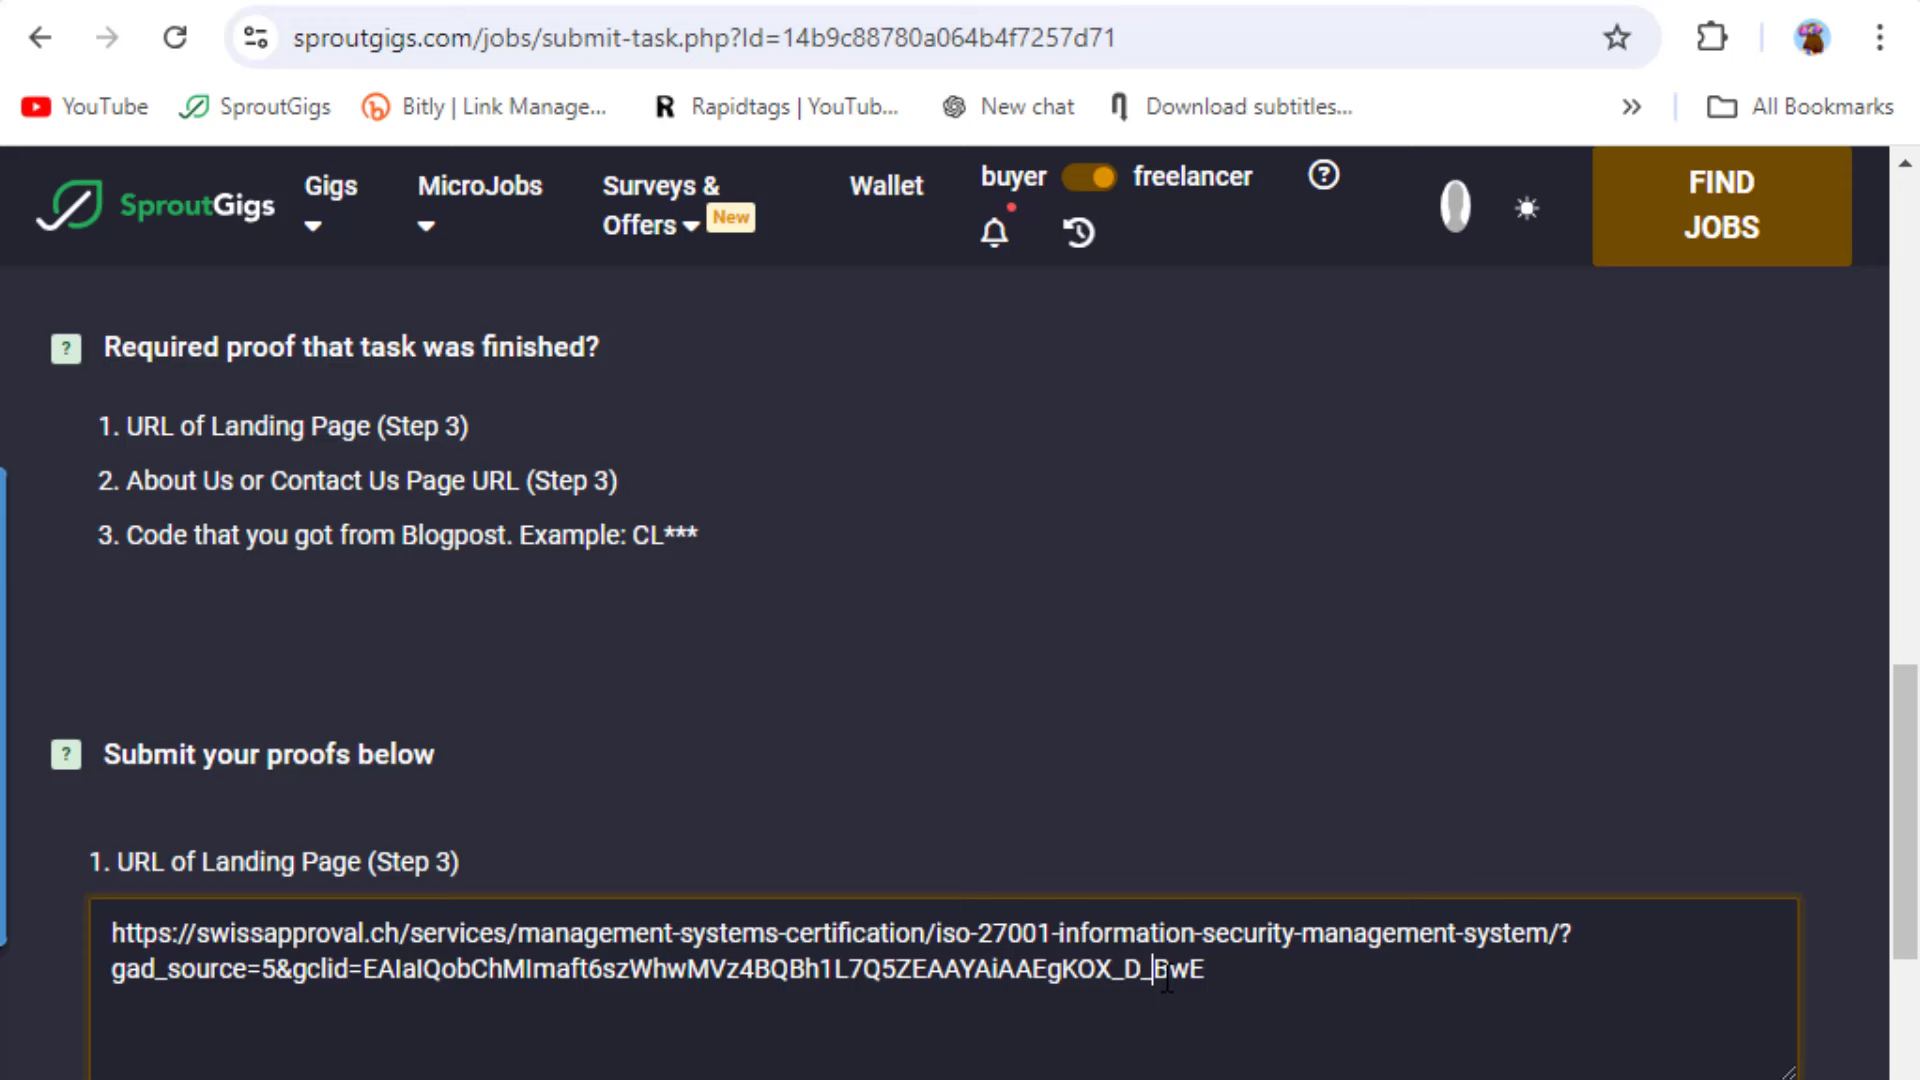 sproutgigs.com/jobs/submit-task.php?Id=14b9c88780a064b4f7257d71
YouTube
SproutGigs
Bitly | Link Manage...
R
Rapidtags | YouTub...
New chat
Download subtitles...
»
All Bookmarks
SproutGigs
Gigs
MicroJobs
Surveys &
Offers
New
Wallet
buyer
freelancer
?
FIND
JOBS
? Required proof that task was finished?
1. URL of Landing Page (Step 3)
2. About Us or Contact Us Page URL (Step 3)
3. Code that you got from Blogpost. Example: CL***
? Submit your proofs below
1. URL of Landing Page (Step 3)
https://swissapproval.ch/services/management-systems-certification/iso-27001-information-security-management-system/?
gad_source=5&gclid=EAIaIQobChMImaft6szWhwMVz4BQBh1L7Q5ZEAAYAiAAEgKOX_D_BwE